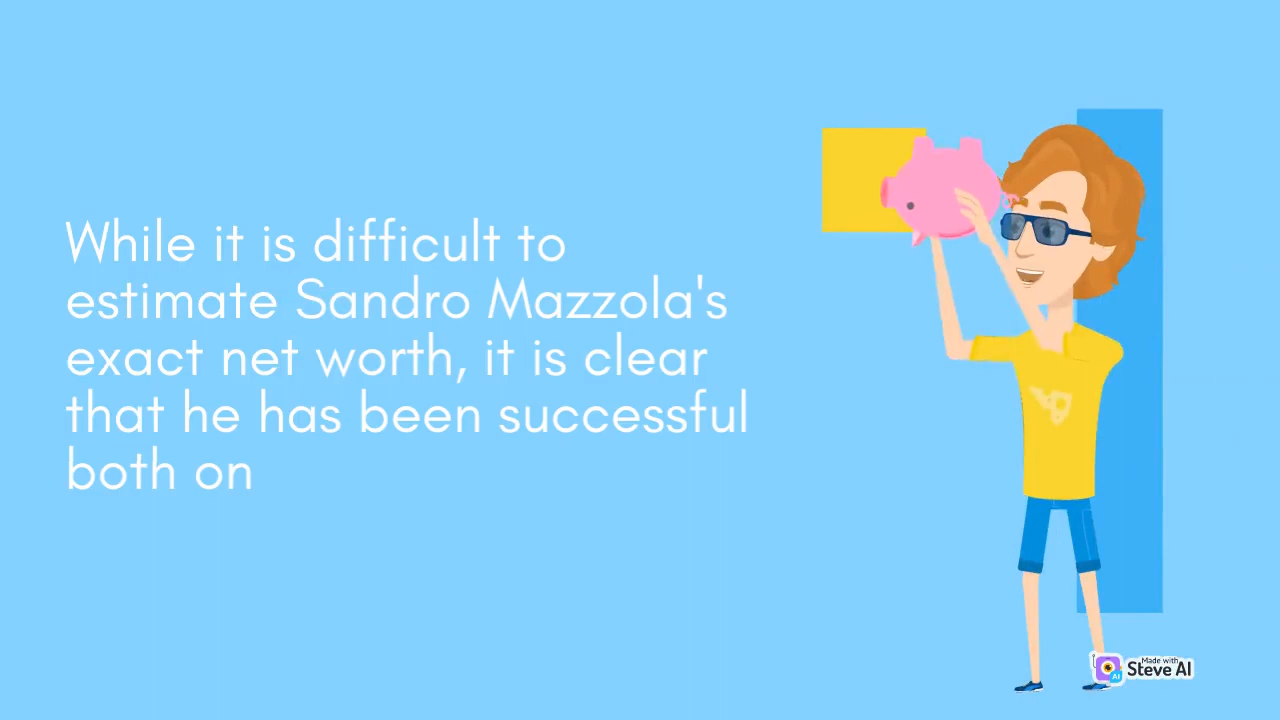 While it is difficult to
estimate Sandro Mazzola's
exact net worth, it is clear
that he has been successful
both on
Made with
Steve AI
AI